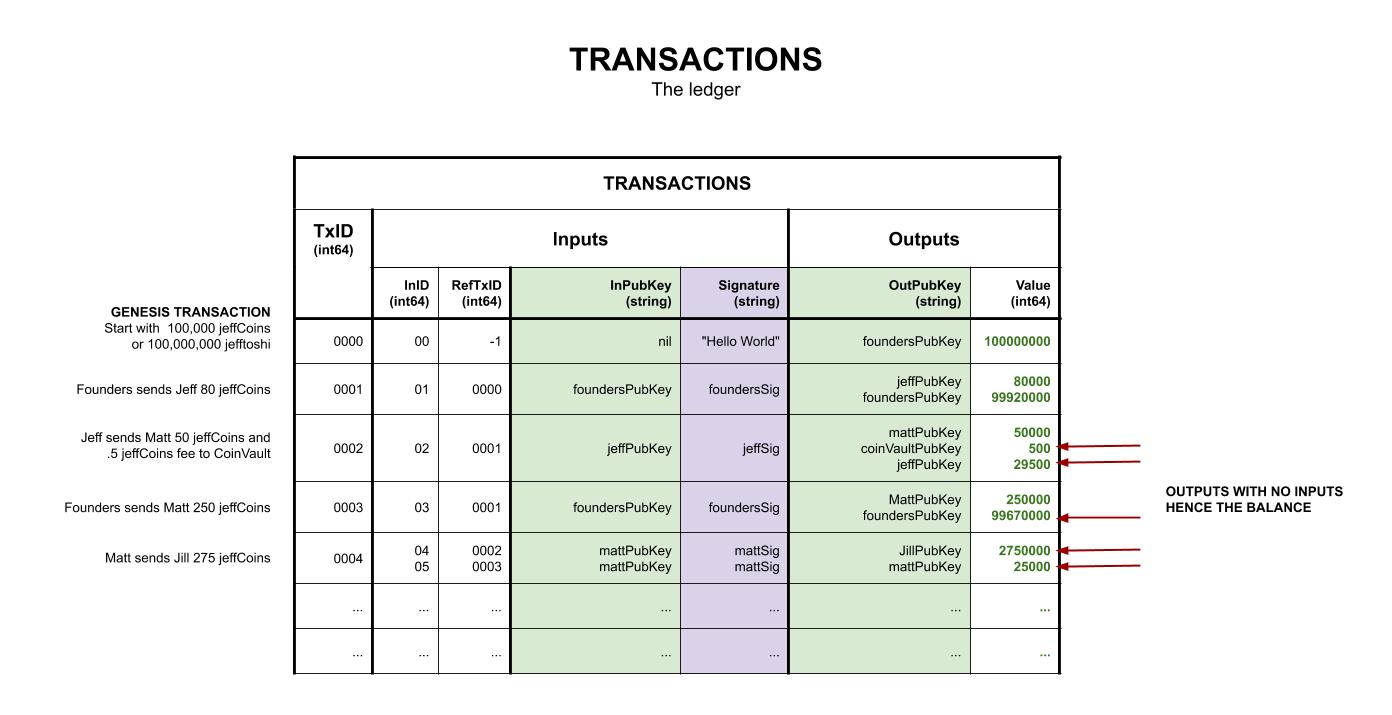 TRANSACTIONS
The ledger
TRANSACTIONS
TxID
(int64)
Inputs
Outputs
InID
(int64)
RefTxID
(int64)
InPubKey
(string)
Signature
(string)
OutPubKey
(string)
Value
(int64)
GENESIS TRANSACTION
Start with 100,000 jeffCoins
or 100,000,000 jefftoshi
0000 00 -1 nil "Hello World" foundersPubKey 100000000
Founders sends Jeff 80 jeffCoins
0001 01 0000 foundersPubKey foundersSig
jeffPubKey 80000
foundersPubKey 99920000
Jeff sends Matt 50 jeffCoins and
.5 jeffCoins fee to CoinVault
0002 02 0001 jeffPubKey jeffSig
mattPubKey 50000
coinVaultPubKey 500
jeffPubKey 29500
Founders sends Matt 250 jeffCoins
0003 03 0001 foundersPubKey foundersSig
MattPubKey 250000
foundersPubKey 99670000
Matt sends Jill 275 jeffCoins
0004
04 0002 mattPubKey mattSig JillPubKey 2750000
05 0003 mattPubKey mattSig mattPubKey 25000
... ... ... ... ... ... ...
... ... ... ... ... ... ...
OUTPUTS WITH NO INPUTS
HENCE THE BALANCE